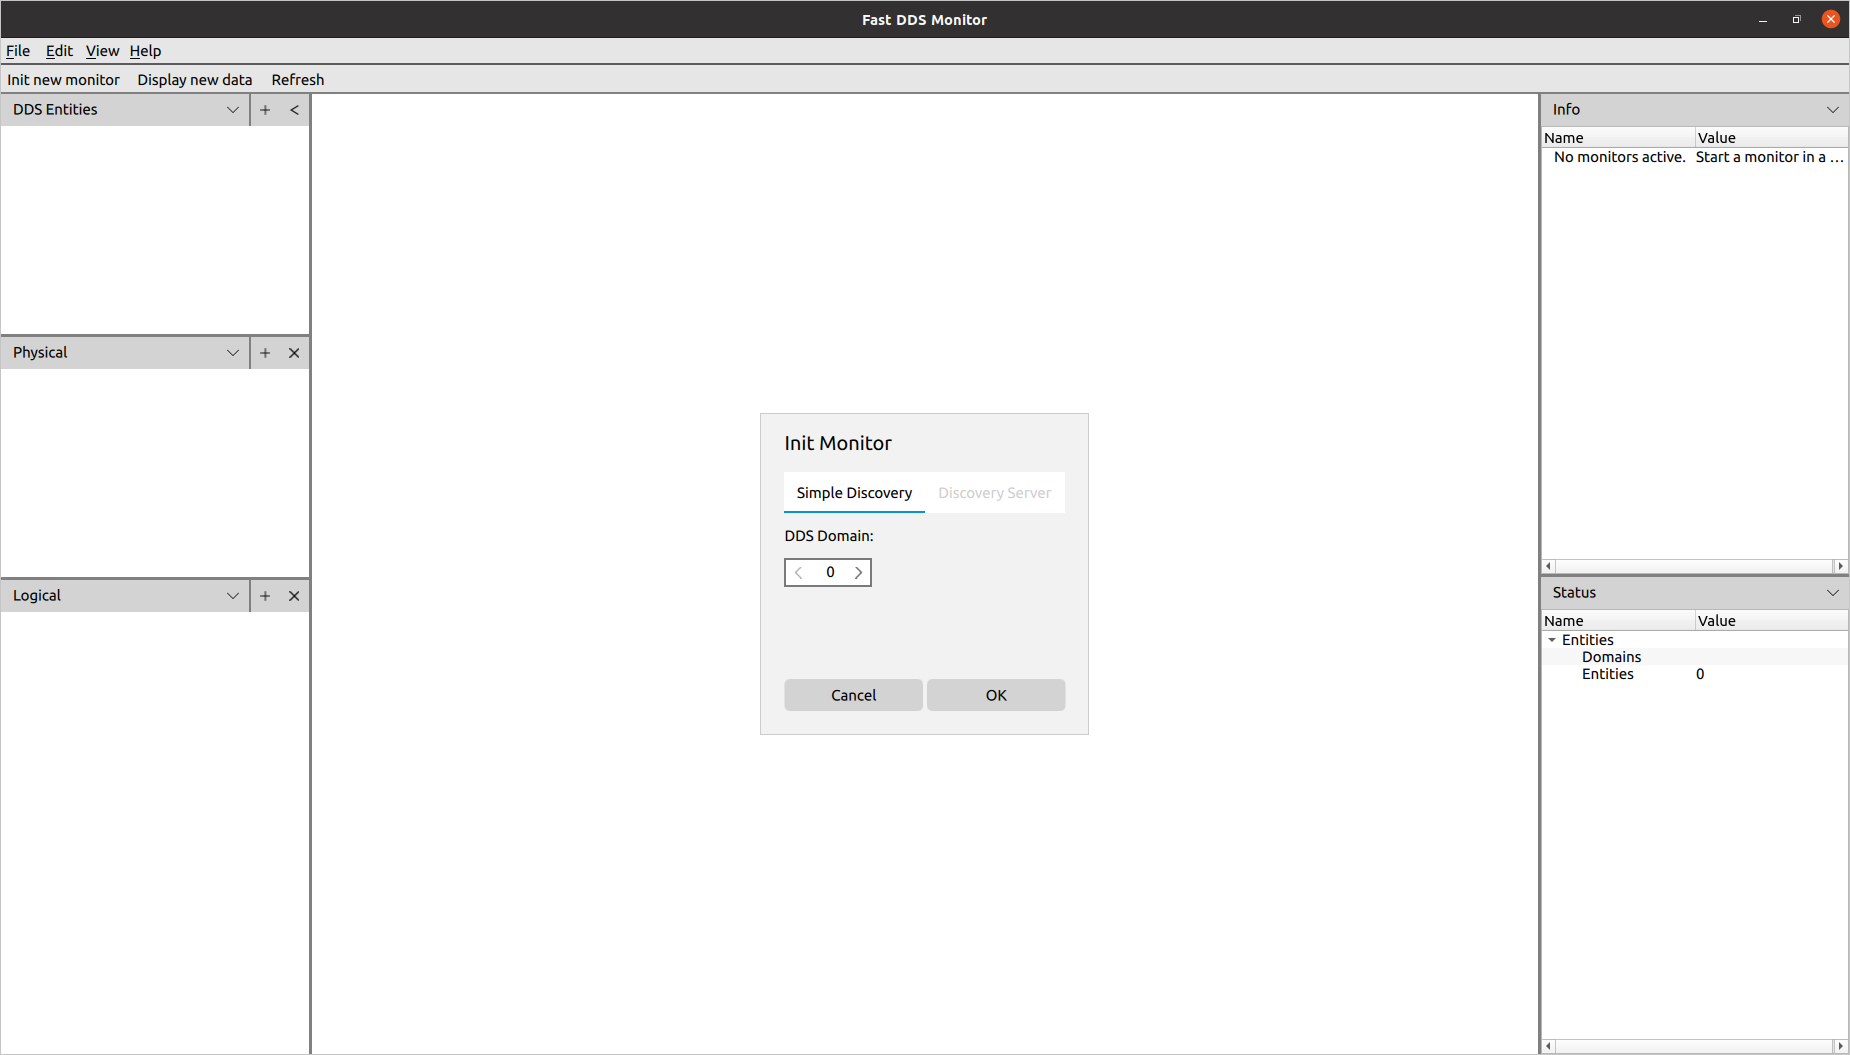 Fast DDS Monitor
File Edit View Help
Init new monitor Display new data Refresh
DDS Entities
Physical
Logical
Init Monitor
Simple Discovery Discovery Server
DDS Domain:
0
Cancel OK
Info
Name Value
No monitors active. Start a monitor in a ...
Status
Name Value
Entities
Domains
Entities 0